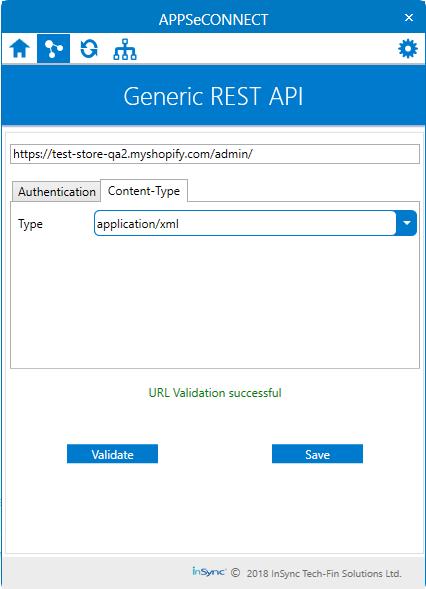 APPSeCONNECT
Generic REST API
https://test-store-qa2.myshopify.com/admin/
Authentication Content-Type
Type application/xml
URL Validation successful
Validate Save
inSync © 2018 InSync Tech-Fin Solutions Ltd.